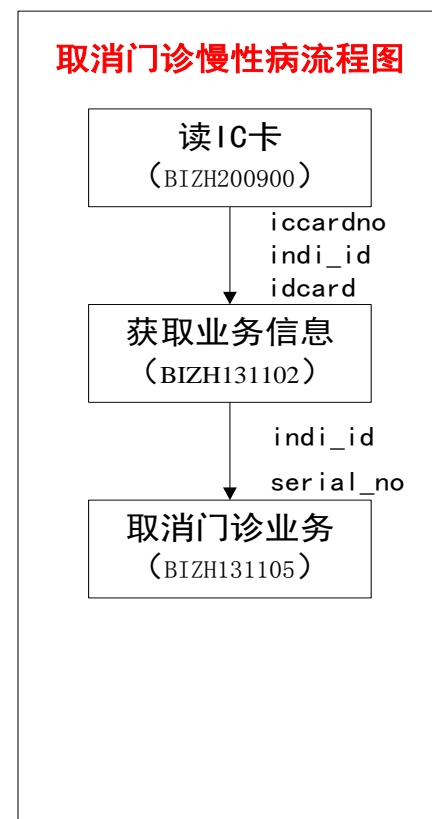 取消门诊慢性病流程图
读IC卡
（BIZH200900）
iccardno
indi_id
idcard
获取业务信息
（BIZH131102）
indi_id
serial_no
取消门诊业务
（BIZH131105）